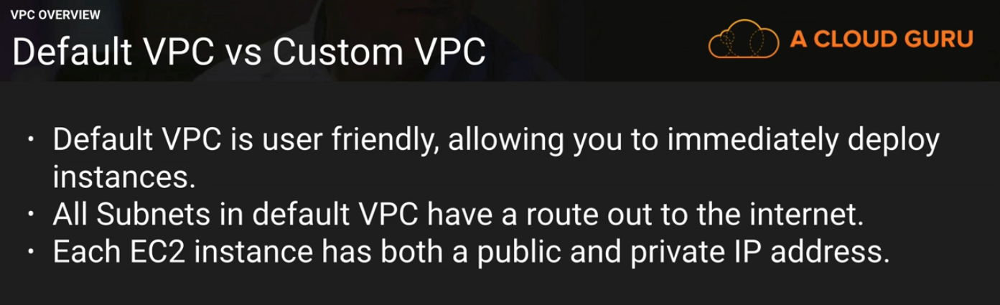 VPC OVERVIEW
Default VPC vs Custom VPC
A CLOUD GURU
• Default VPC is user friendly, allowing you to immediately deploy
instances.
• All Subnets in default VPC have a route out to the internet.
• Each EC2 instance has both a public and private IP address.